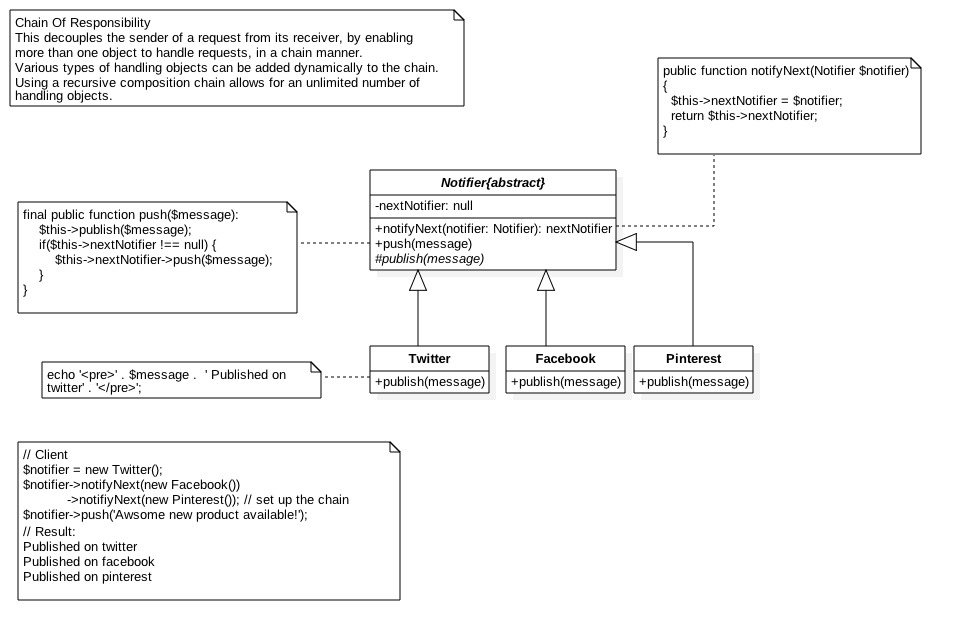 Chain Of Responsibility
This decouples the sender of a request from its receiver, by enabling
more than one object to handle requests, in a chain manner.
Various types of handling objects can be added dynamically to the chain.
Using a recursive composition chain allows for an unlimited number of
handling objects.
public function notifyNext(Notifier $notifier)
{
$this->nextNotifier = $notifier;
return $this->nextNotifier;
}
Notifier{abstract}
-nextNotifier: null
+notifyNext(notifier: Notifier): nextNotifier
+push(message)
#publish(message)
final public function push($message):
$this->publish($message);
if($this->nextNotifier !== null) {
$this->nextNotifier->push($message);
}
}
Twitter
+publish(message)
Facebook
+publish(message)
Pinterest
+publish(message)
echo '<pre>' . $message .  ' Published on
twitter' . '</pre>';
// Client
$notifier = new Twitter();
$notifier->notifyNext(new Facebook())
->notifiyNext(new Pinterest()); // set up the chain
$notifier->push('Awsome new product available!');
// Result:
Published on twitter
Published on facebook
Published on pinterest